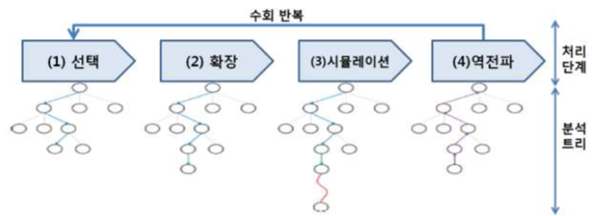 수회 반복
(1) 선택
(2) 확장
(3)시뮬레이션
(4)역전파
처리
단계
분석
트리